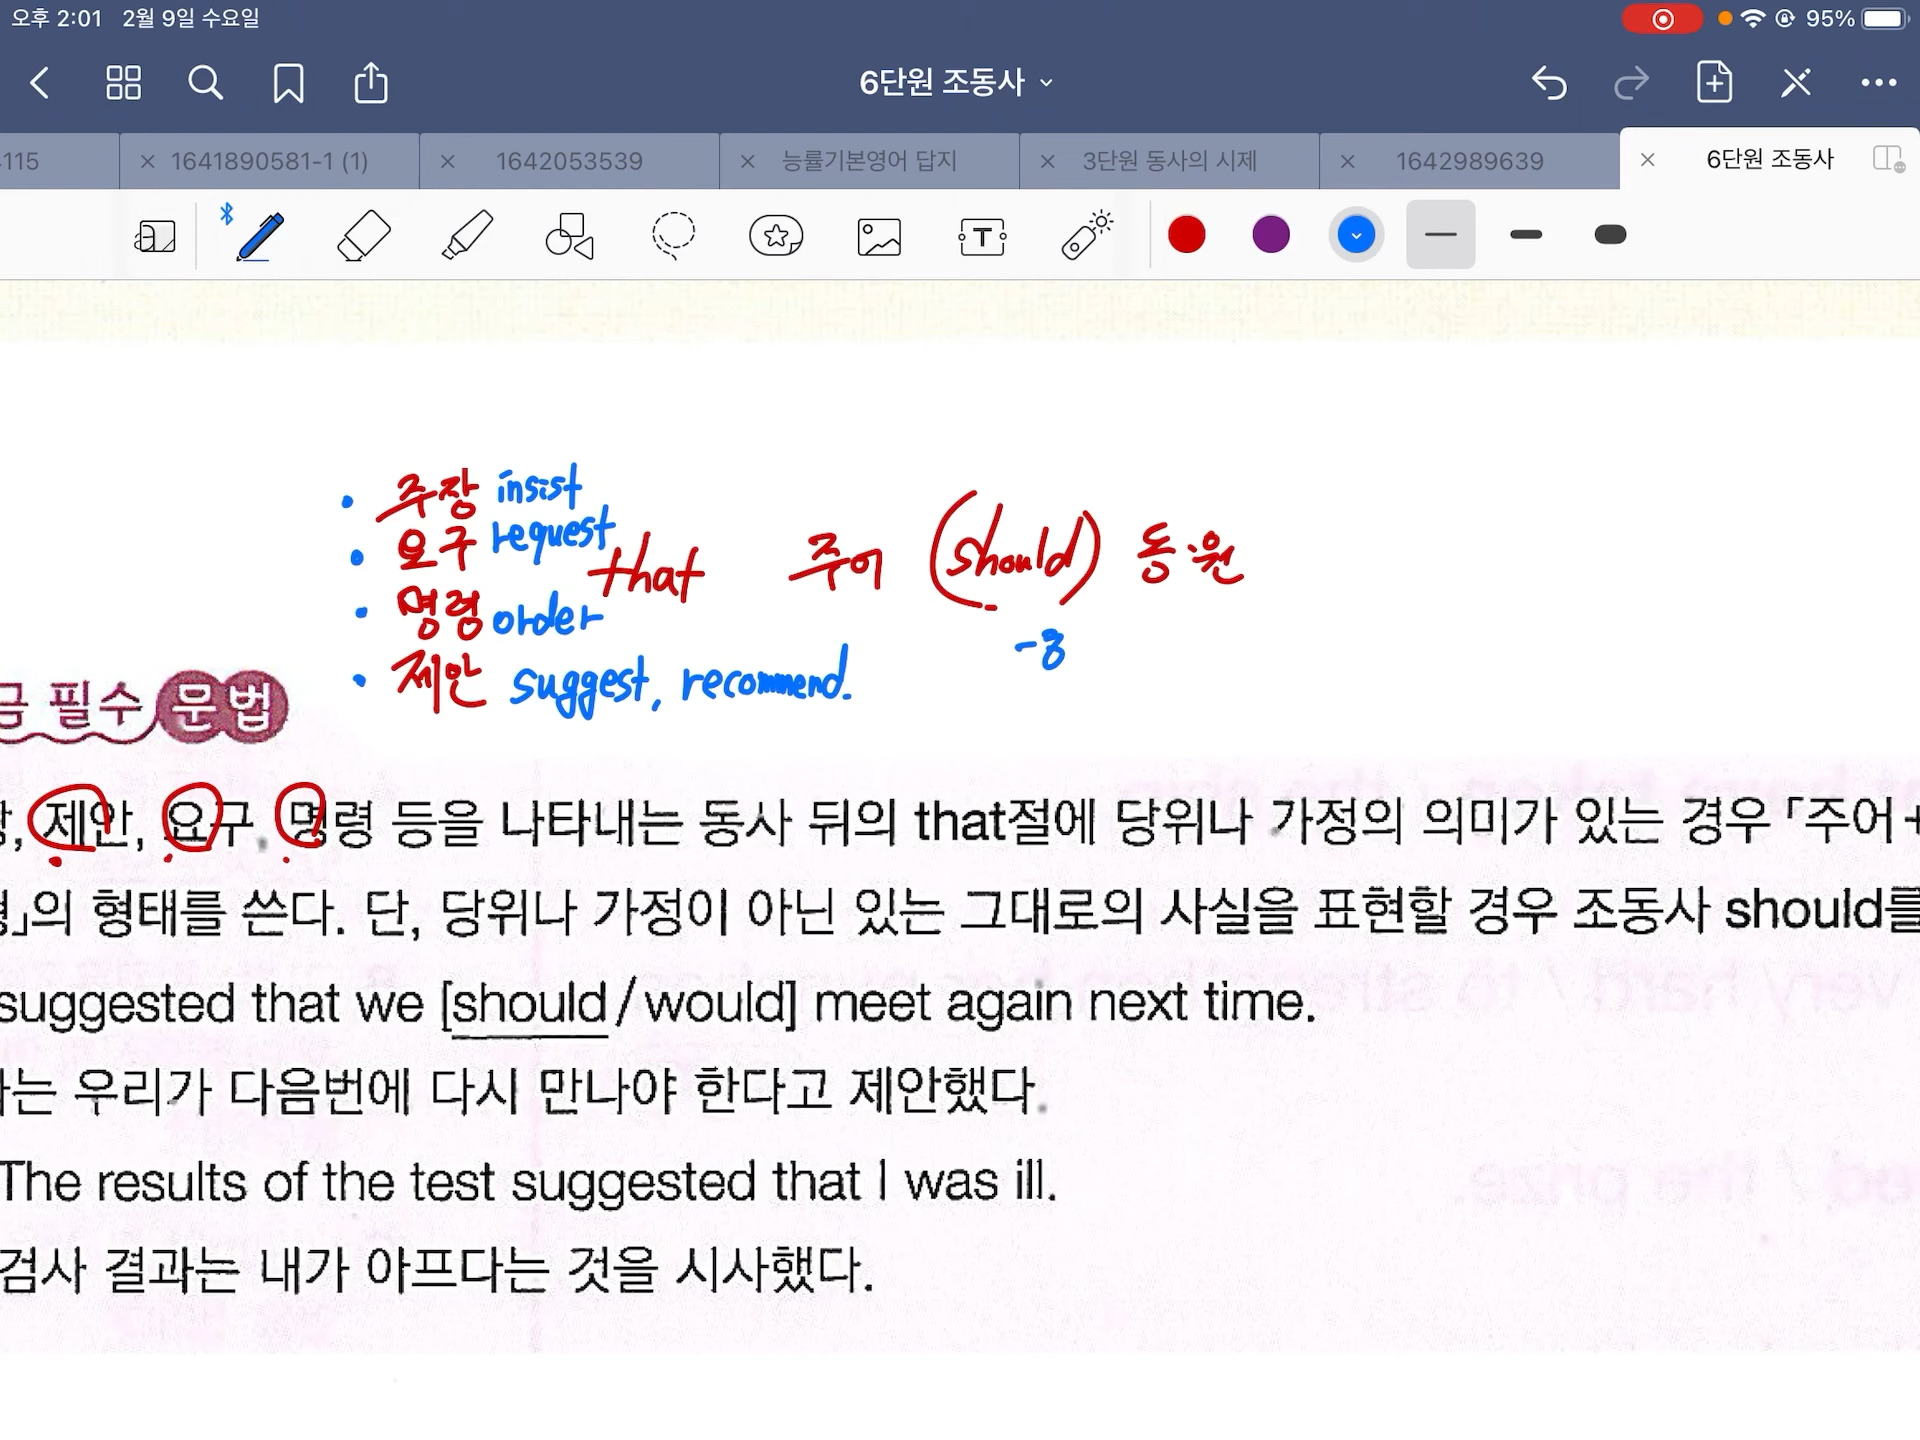 오후 2:01 2월 9일 수요일 95%
6단원 조동사
115 1641890581-1 (1) 1642053539 능률기본영어 답지 3단원 동사의 시제 1642989639 6단원 조동사
• 주장 insist
• 요구 request that 주어 (should) 동·원
• 명령 order
• 제안 suggest, recommend.
급 필수 문법
장, 제안, 요구, 명령 등을 나타내는 동사 뒤의 that절에 당위나 가정의 의미가 있는 경우 「주어+
형」의 형태를 쓴다. 단, 당위나 가정이 아닌 있는 그대로의 사실을 표현할 경우 조동사 should를
suggested that we [should/would] meet again next time.
는 우리가 다음번에 다시 만나야 한다고 제안했다.
The results of the test suggested that I was ill.
검사 결과는 내가 아프다는 것을 시사했다.